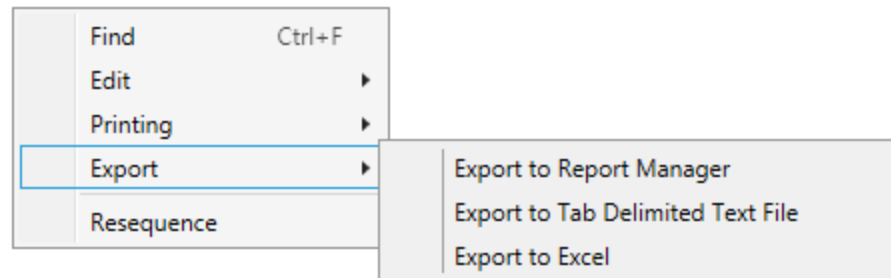 Find Ctrl+F
Edit
Printing
Export
Resequence
Export to Report Manager
Export to Tab Delimited Text File
Export to Excel